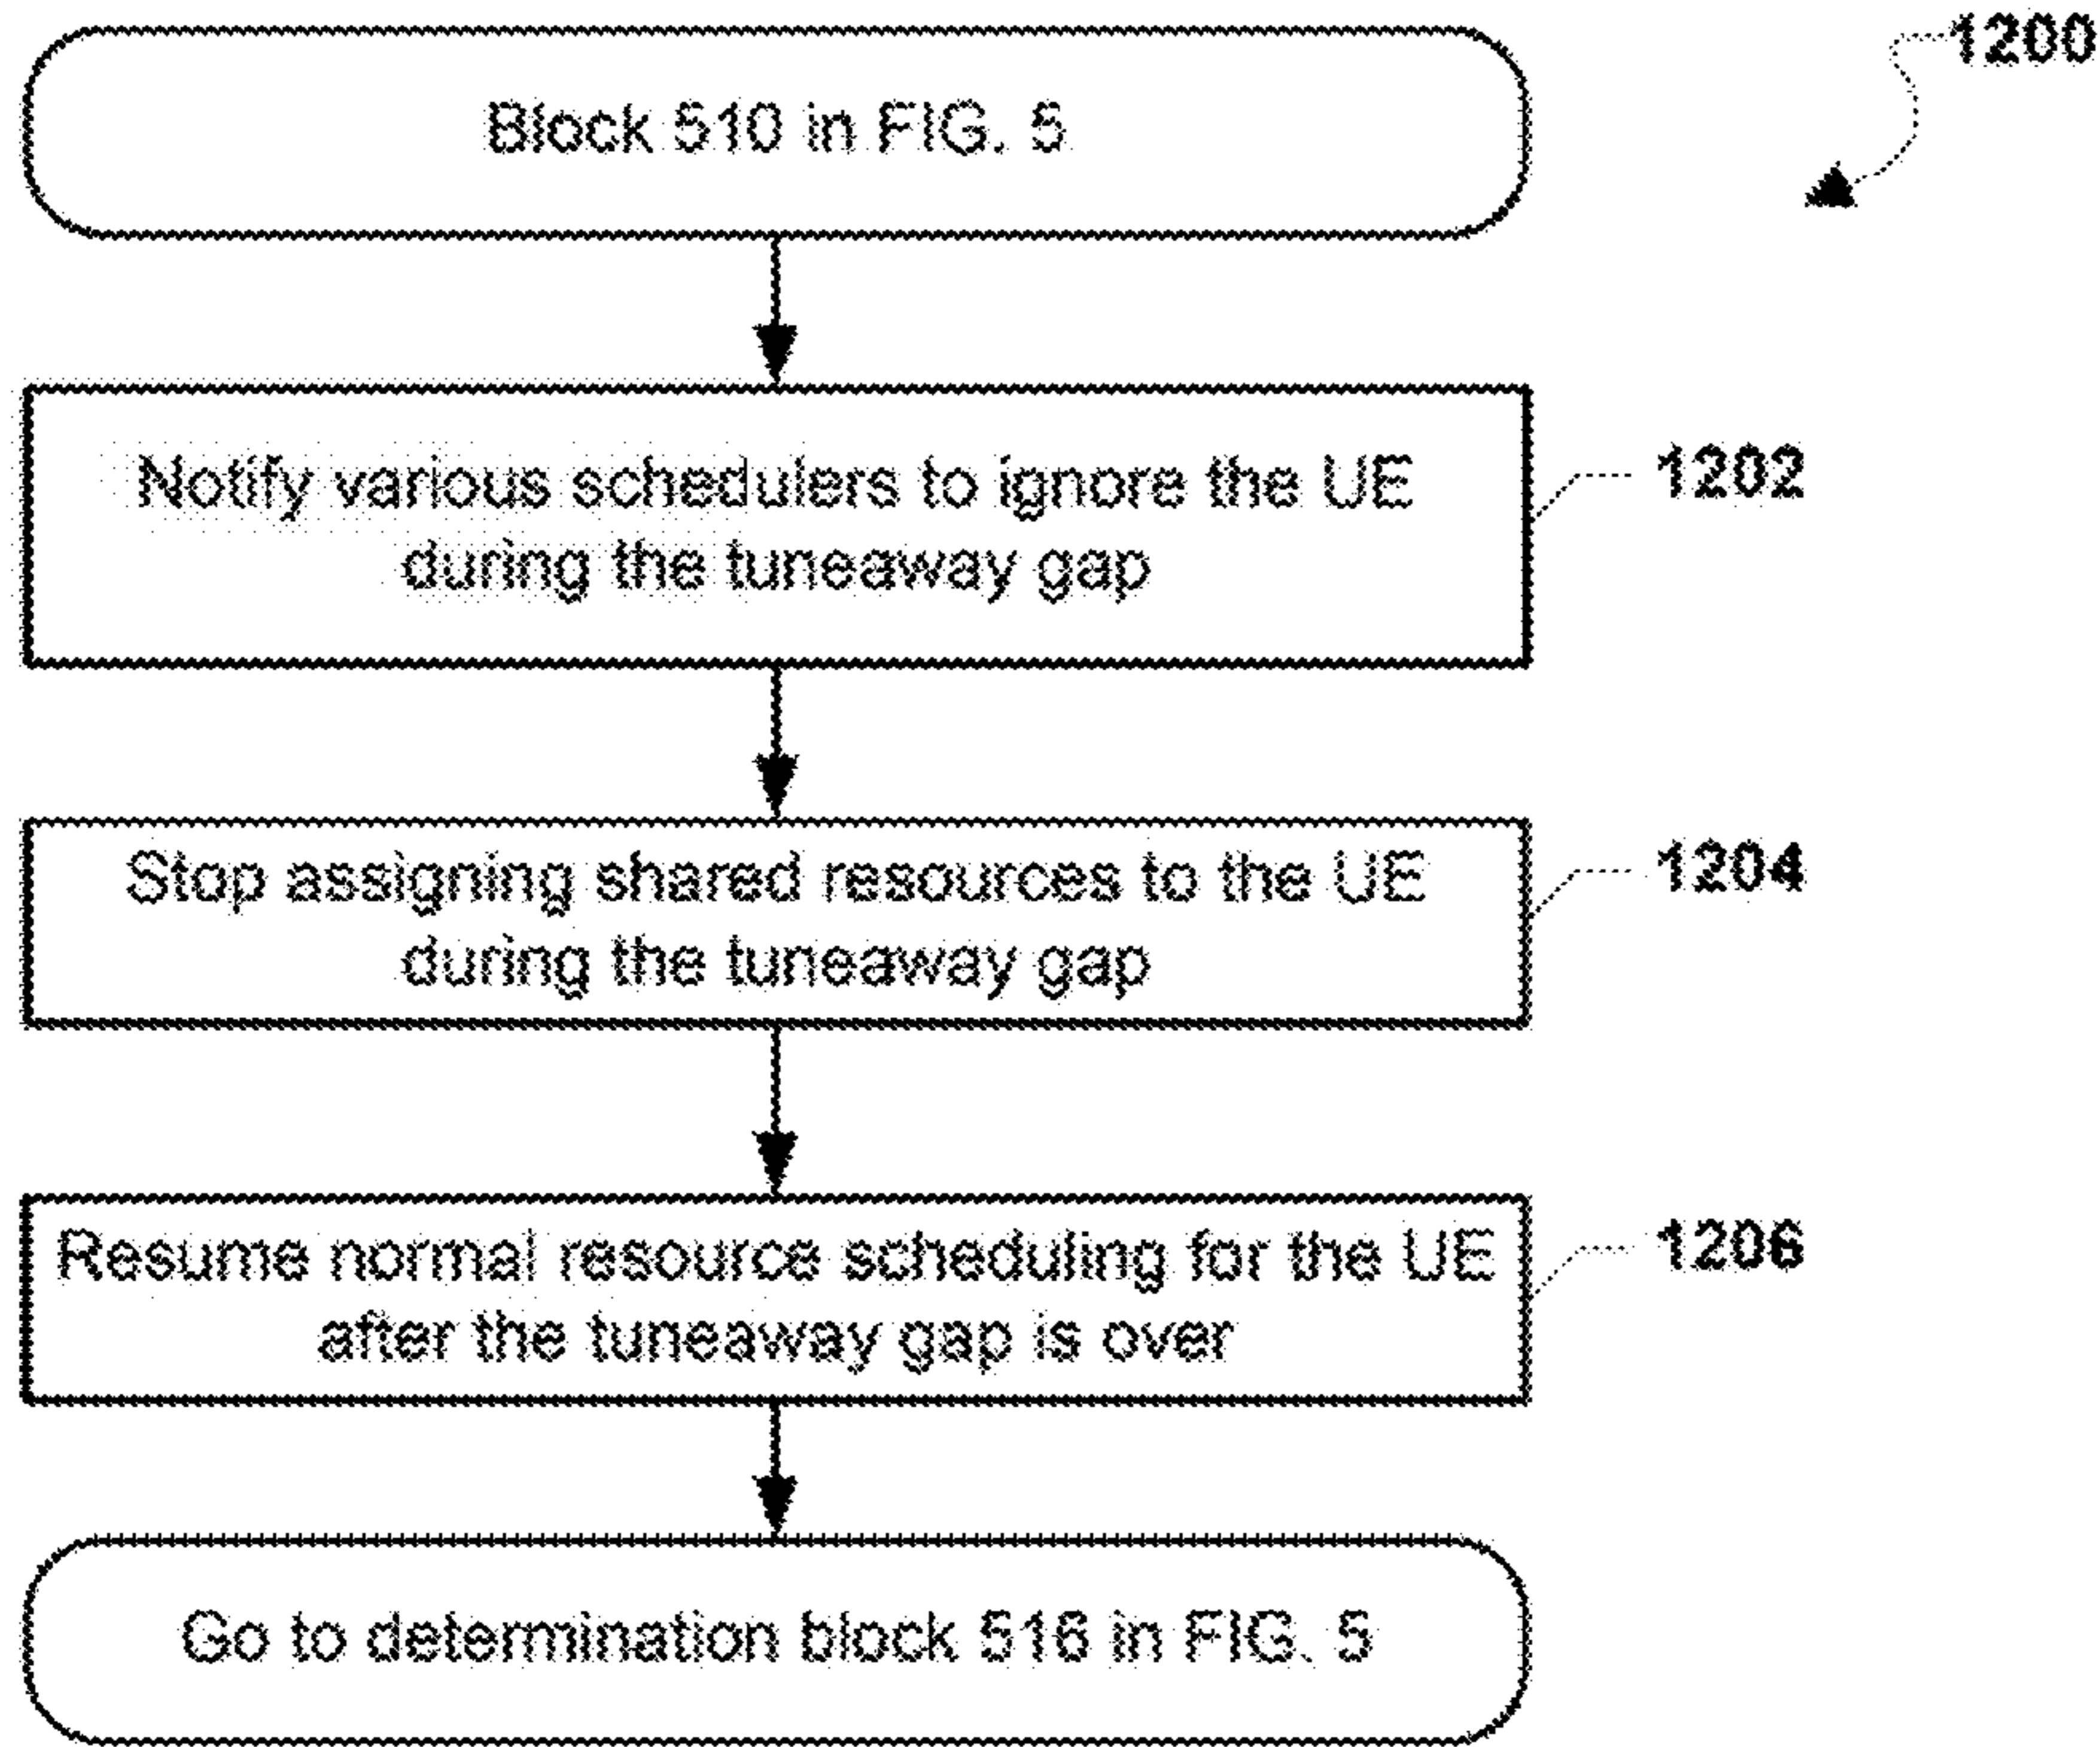 1200
Block 510 in FIG. 5
Notify various schedulers to ignore the UE
during the tuneaway gap
1202
Stop assigning shared resources to the UE
during the tuneaway gap
1204
Resume normal resource scheduling for the UE
after the tuneaway gap is over
1206
Go to determination block 516 in FIG. 5